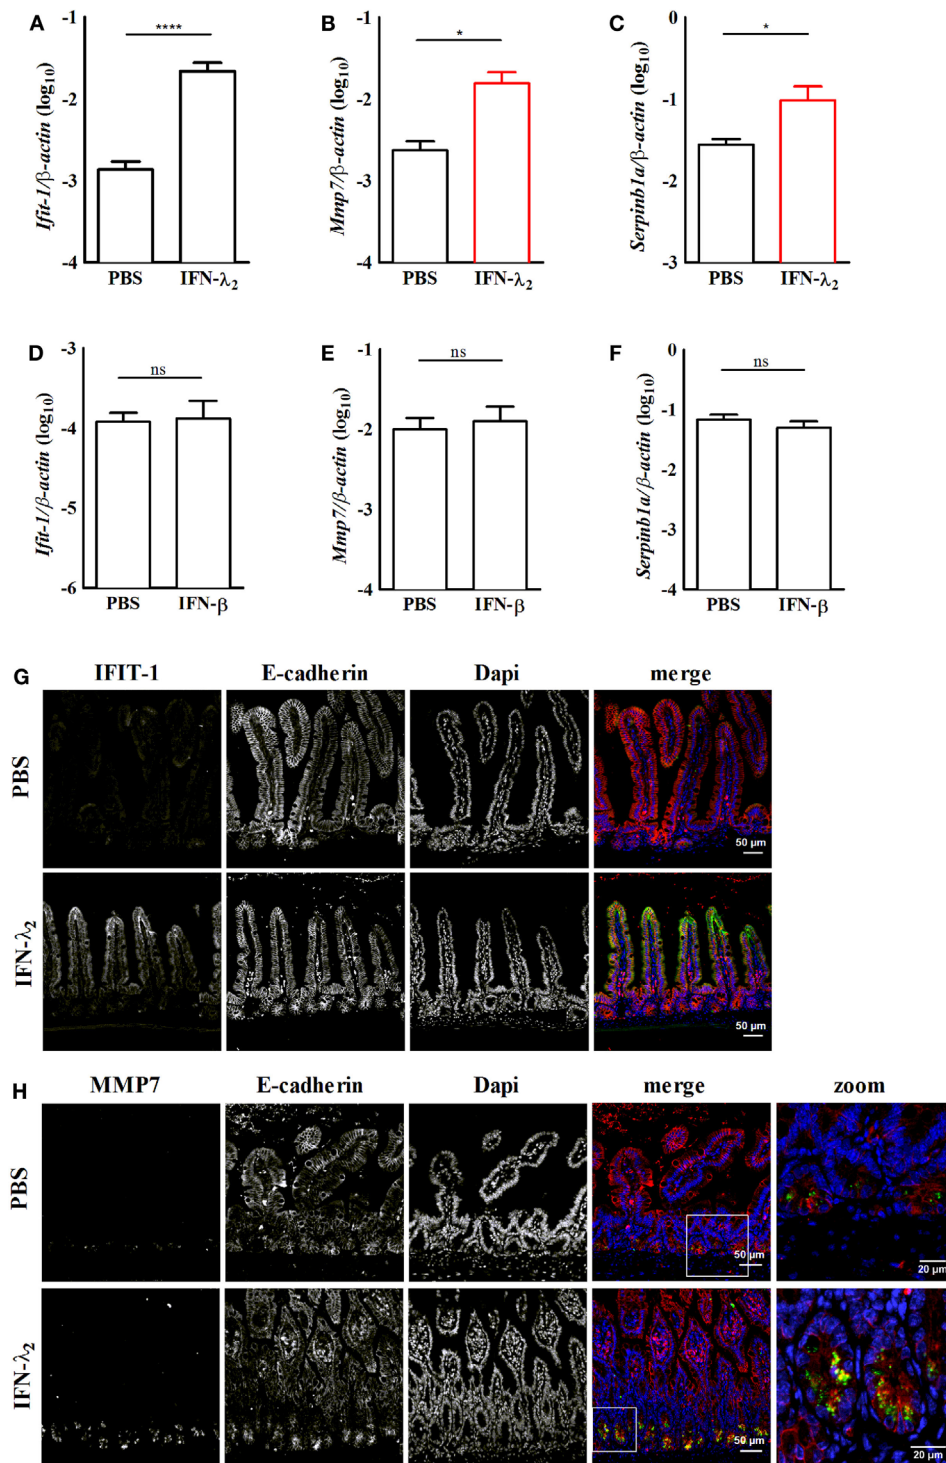 A
-1
-2
-3
-4
Ifit-1/β-actin (log10)
****
PBS
IFN-λ2
B
-1
-2
-3
-4
Mmp7/β-actin (log10)
*
PBS
IFN-λ2
C
0
-1
-2
-3
Serpinb1a/β-actin (log10)
*
PBS
IFN-λ2
D
-3
-4
-5
-6
Ifit-1/β-actin (log10)
ns
PBS
IFN-β
E
-1
-2
-3
-4
Mmp7/β-actin (log10)
ns
PBS
IFN-β
F
0
-1
-2
-3
-4
Serpinb1a/β-actin (log10)
ns
PBS
IFN-β
G
IFIT-1 E-cadherin Dapi merge
PBS
50 µm
IFN-λ2
50 µm
H
MMP7 E-cadherin Dapi merge zoom
PBS
50 µm
20 µm
IFN-λ2
50 µm
20 µm